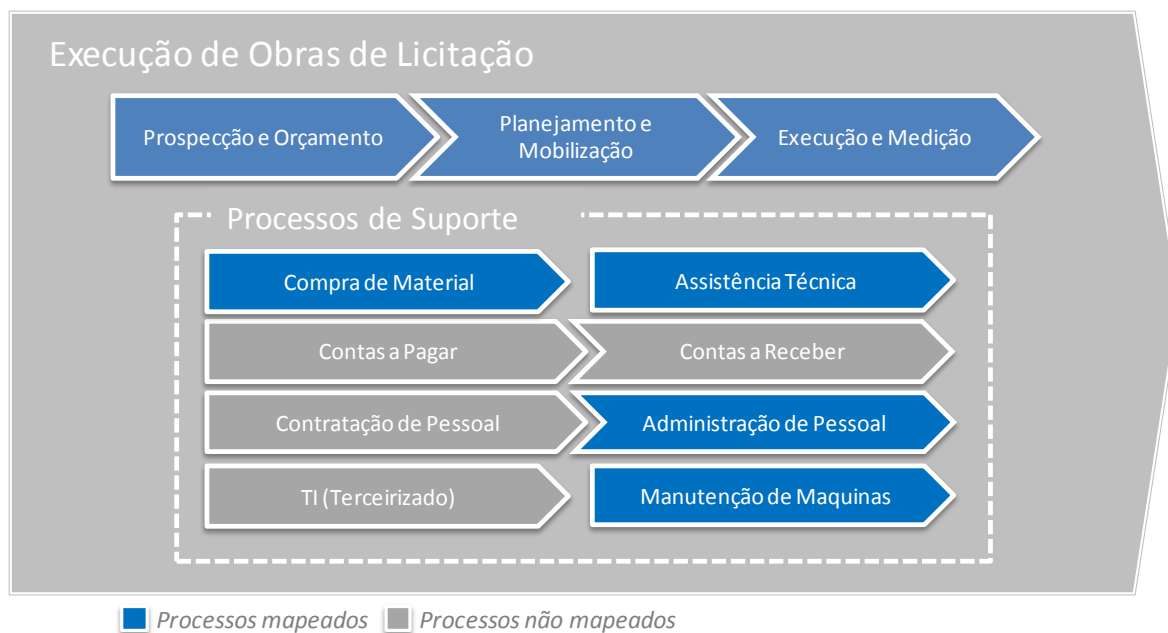 Execução de Obras de Licitação
Prospecção e Orçamento
Planejamento e
Mobilização
Execução e Medição
Processos de Suporte
Compra de Material
Assistência Técnica
Contas a Pagar
Contas a Receber
Contratação de Pessoal
Administração de Pessoal
TI (Terceirizado)
Manutenção de Maquinas
Processos mapeados
Processos não mapeados